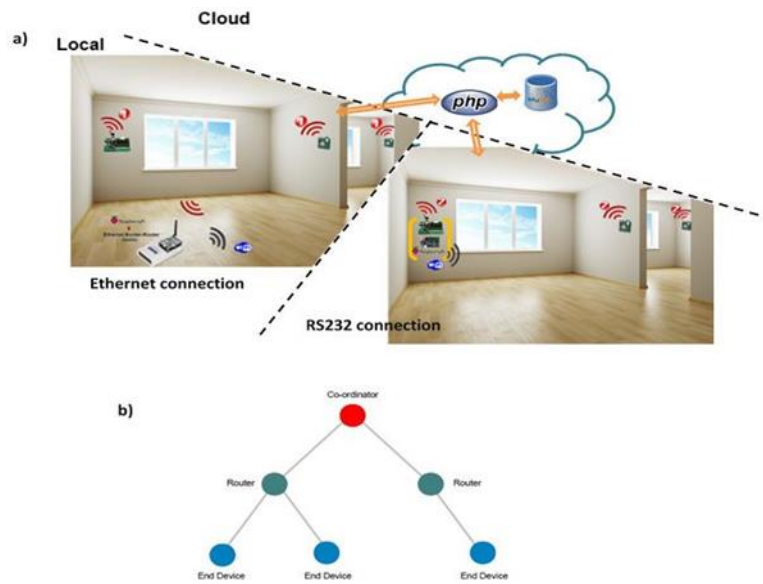 Cloud
a)
Local
php
Ethernet connection
RS232 connection
b)
Co-ordinator
Router
Router
End Device
End Device
End Device